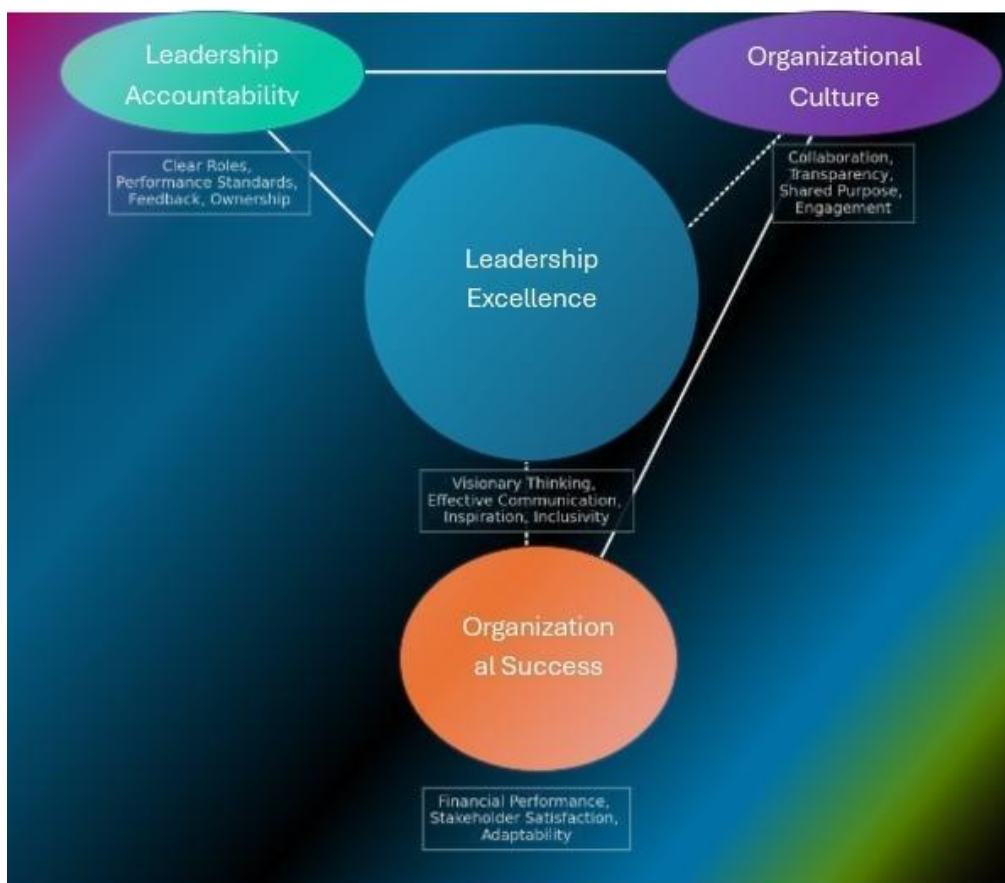 Leadership
Accountability
Organizational
Culture
Clear Roles,
Performance Standards,
Feedback, Ownership
Collaboration,
Transparency,
Shared Purpose,
Engagement
Leadership
Excellence
Visionary Thinking,
Effective Communication,
Inspiration, Inclusivity
Organization
al Success
Financial Performance,
Stakeholder Satisfaction,
Adaptability